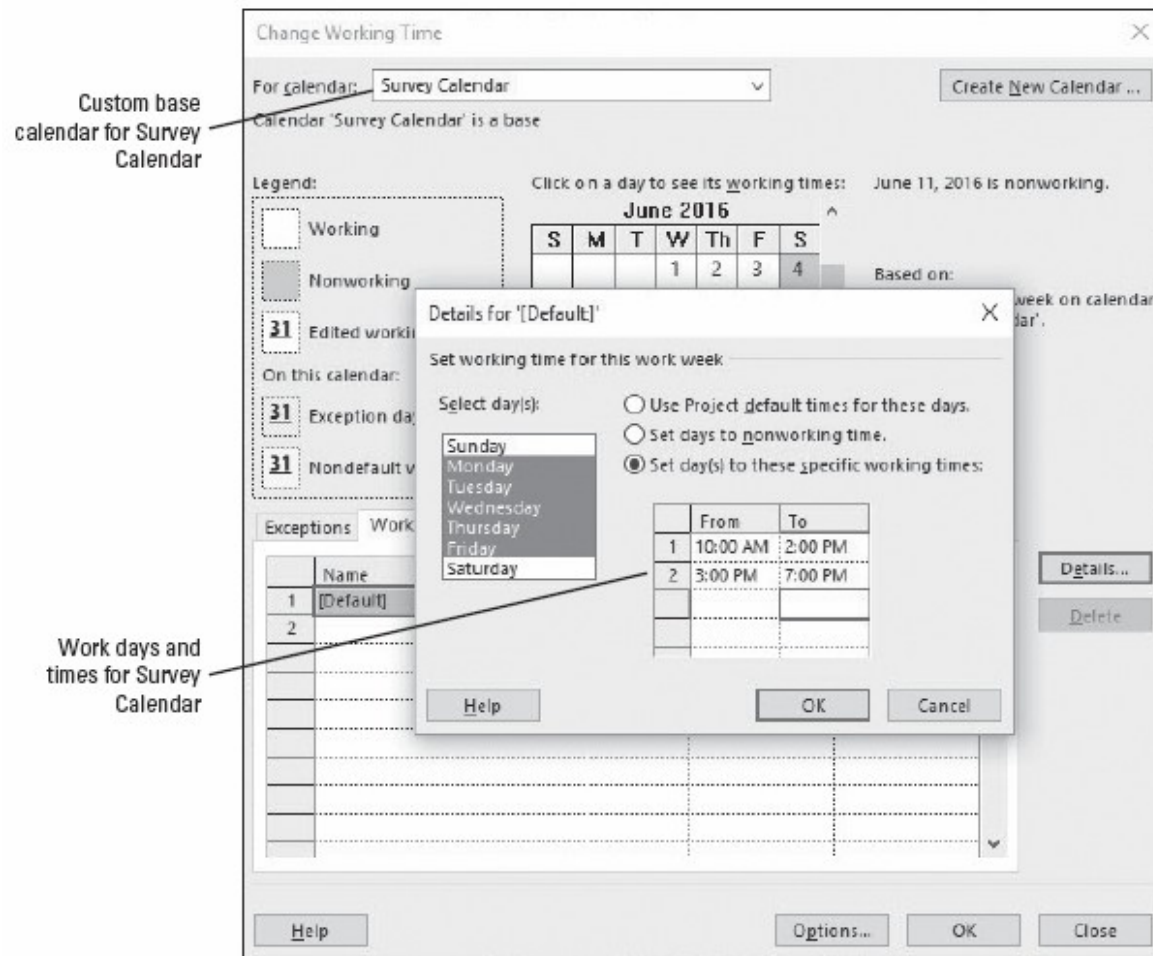 Change Working Time
For calendar: Survey Calendar
Create New Calendar ...
Calendar 'Survey Calendar' is a base
Custom base
calendar for Survey
Calendar
Legend:
Working
Nonworking
31 Edited worki
On this calendar:
31 Exception da
31 Nondefault w
Click on a day to see its working times:
June 2016
S M T W Th F S
1 2 3 4
June 11, 2016 is nonworking.
Based on:
week on calendar
dar'.
Details for '[Default]'
Set working time for this work week
Select day(s):
Sunday
Monday
Tuesday
Wednesday
Thursday
Friday
Saturday
Use Project default times for these days.
Set days to nonworking time.
Set day(s) to these specific working times:
From To
1 10:00 AM 2:00 PM
2 3:00 PM 7:00 PM
Help
OK
Cancel
Exceptions Work
Name
1 [Default]
2
Details...
Delete
Work days and
times for Survey
Calendar
Help
Options...
OK
Close